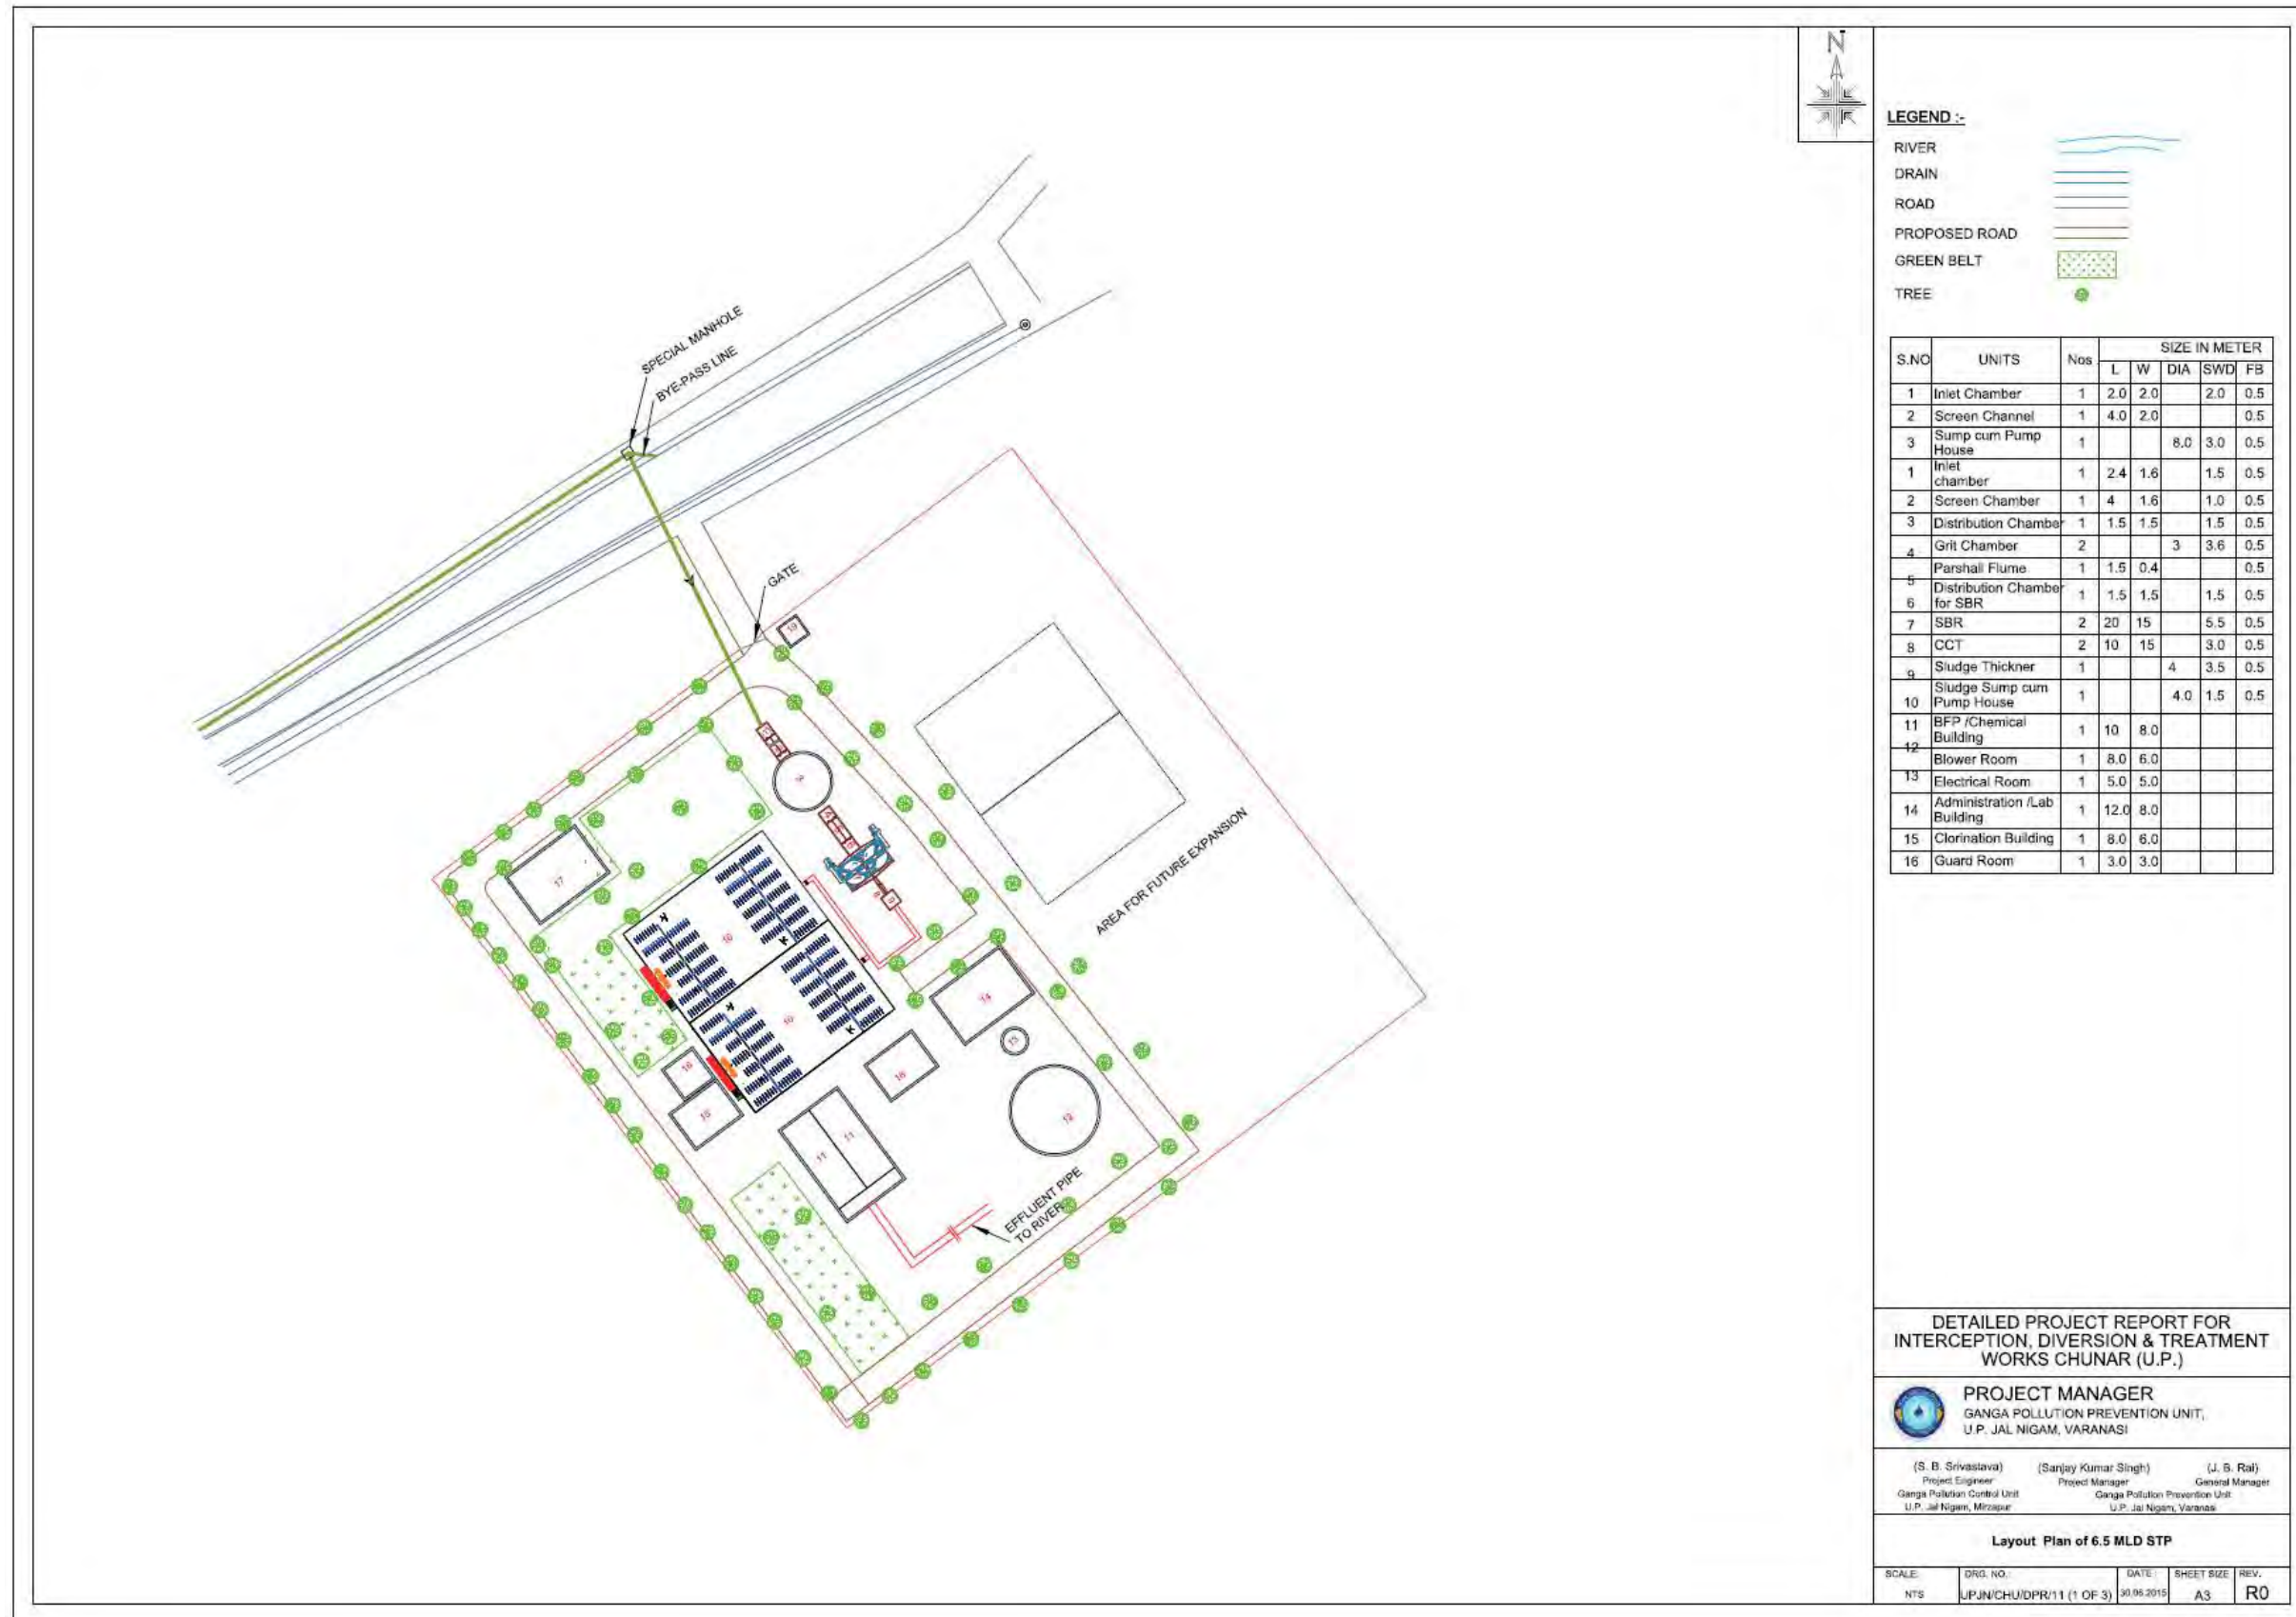 N
LEGEND :-
RIVER
DRAIN
ROAD
PROPOSED ROAD
GREEN BELT
TREE
S.NO UNITS Nos SIZE IN METER
L W DIA SWD FB
1 Inlet Chamber 1 2.0 2.0 2.0 0.5
2 Screen Channel 1 4.0 2.0 0.5
3 Sump cum Pump House 1 8.0 3.0 0.5
1 Inlet chamber 1 2.4 1.6 1.5 0.5
2 Screen Chamber 1 4 1.6 1.0 0.5
3 Distribution Chamber 1 1.5 1.5 1.5 0.5
4 Grit Chamber 2 3 3.6 0.5
5 Parshall Flume 1 1.5 0.4 0.5
6 Distribution Chamber for SBR 1 1.5 1.5 1.5 0.5
7 SBR 2 20 15 5.5 0.5
8 CCT 2 10 15 3.0 0.5
9 Sludge Thickner 1 4 3.5 0.5
10 Sludge Sump cum Pump House 1 4.0 1.5 0.5
11 BFP /Chemical Building 1 10 8.0
12 Blower Room 1 8.0 6.0
13 Electrical Room 1 5.0 5.0
14 Administration /Lab Building 1 12.0 8.0
15 Clorination Building 1 8.0 6.0
16 Guard Room 1 3.0 3.0
SPECIAL MANHOLE
BYE-PASS LINE
GATE
19
17
10
10
14
13
12
16
15
11
11
AREA FOR FUTURE EXPANSION
EFFLUENT PIPE
TO RIVER
DETAILED PROJECT REPORT FOR
INTERCEPTION, DIVERSION & TREATMENT
WORKS CHUNAR (U.P.)
PROJECT MANAGER
GANGA POLLUTION PREVENTION UNIT,
U.P. JAL NIGAM, VARANASI
(S. B. Srivastava) (Sanjay Kumar Singh) (J. B. Rai)
Project Engineer Project Manager General Manager
Ganga Pollution Control Unit Ganga Pollution Prevention Unit
U.P. Jal Nigam, Mirzapur U.P. Jal Nigam, Varanasi
Layout Plan of 6.5 MLD STP
SCALE: DRG. NO.: DATE: SHEET SIZE REV.
NTS UPJN/CHU/DPR/11 (1 OF 3) 30.06.2015 A3 R0